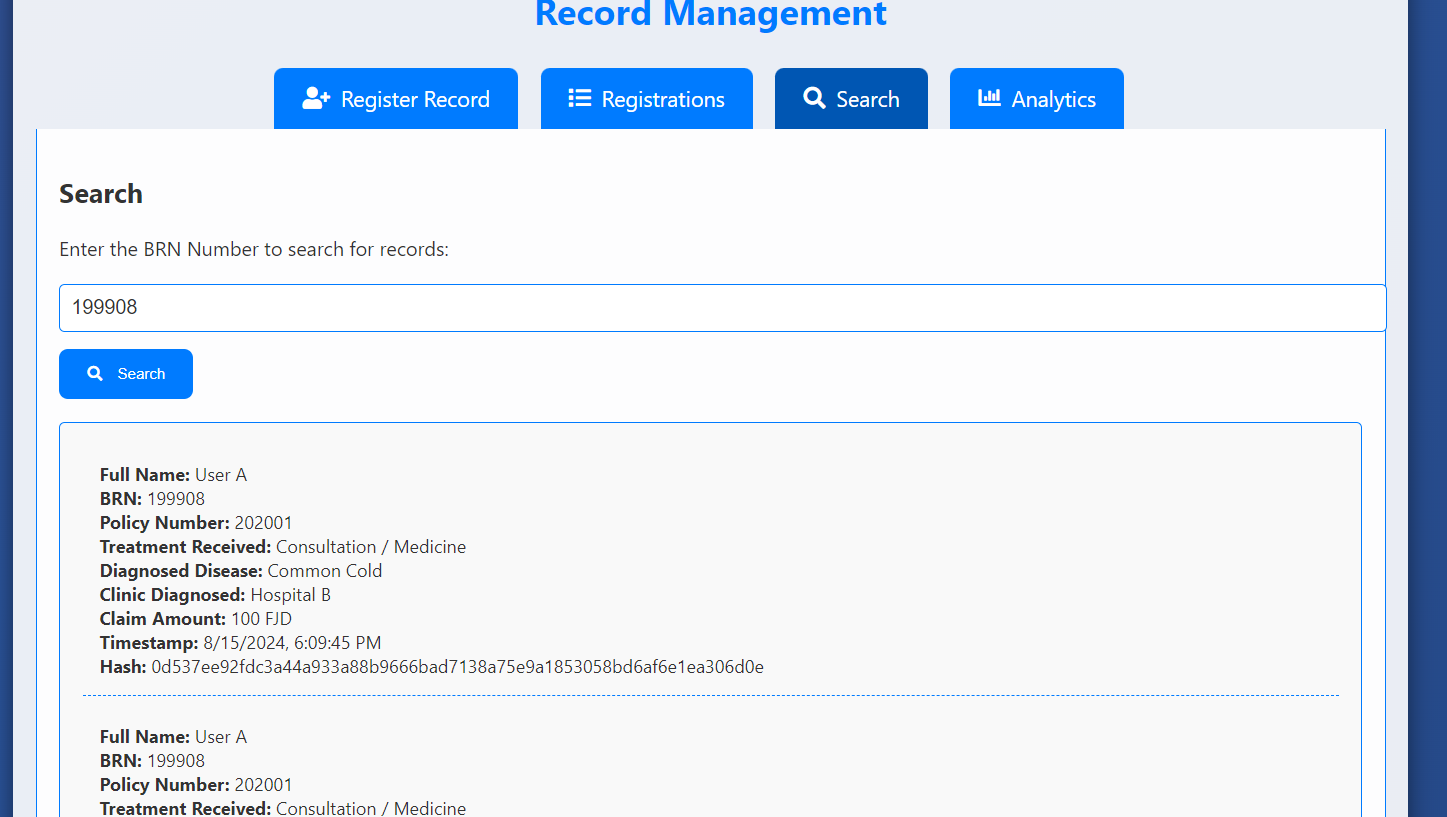 Record Management
Register Record
Registrations
Search
Analytics
Search
Enter the BRN Number to search for records:
199908
Search
Full Name: User A
BRN: 199908
Policy Number: 202001
Treatment Received: Consultation / Medicine
Diagnosed Disease: Common Cold
Clinic Diagnosed: Hospital B
Claim Amount: 100 FJD
Timestamp: 8/15/2024, 6:09:45 PM
Hash: 0d537ee92fdc3a44a933a88b9666bad7138a75e9a1853058bd6af6e1ea306d0e
Full Name: User A
BRN: 199908
Policy Number: 202001
Treatment Received: Consultation / Medicine